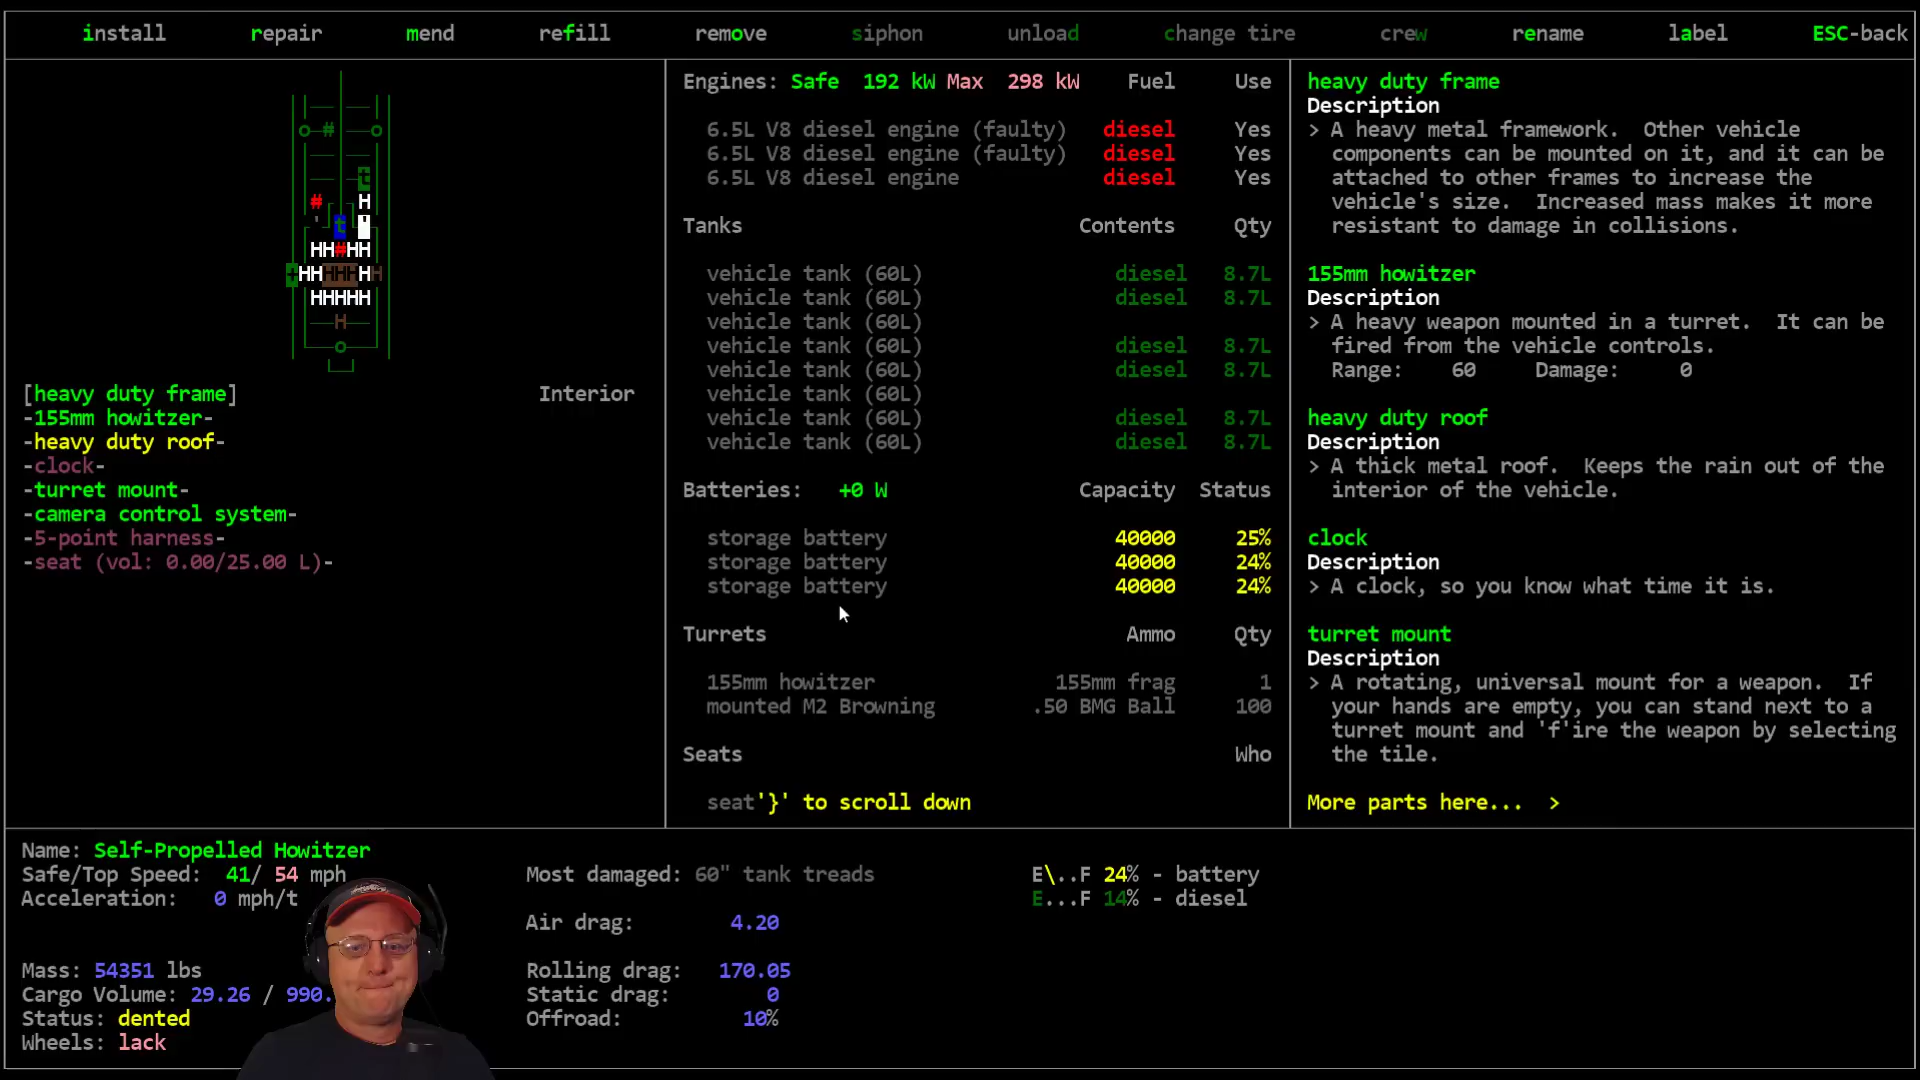 install repair mend refill remove siphon unload change tire crew rename label ESC-back
[heavy duty frame] Interior
-155mm howitzer-
-heavy duty roof-
-clock-
-turret mount-
-camera control system-
-5-point harness-
-seat (vol: 0.00/25.00 L)-
Engines: Safe 192 kW Max 298 kW Fuel Use
6.5L V8 diesel engine (faulty) diesel Yes
6.5L V8 diesel engine (faulty) diesel Yes
6.5L V8 diesel engine diesel Yes
Tanks Contents Qty
vehicle tank (60L) diesel 8.7L
vehicle tank (60L) diesel 8.7L
vehicle tank (60L)
vehicle tank (60L) diesel 8.7L
vehicle tank (60L) diesel 8.7L
vehicle tank (60L)
vehicle tank (60L) diesel 8.7L
vehicle tank (60L) diesel 8.7L
Batteries: +0 W Capacity Status
storage battery 40000 25%
storage battery 40000 24%
storage battery 40000 24%
Turrets Ammo Qty
155mm howitzer 155mm frag 1
mounted M2 Browning .50 BMG Ball 100
Seats Who
seat'}' to scroll down
heavy duty frame
Description
> A heavy metal framework. Other vehicle
components can be mounted on it, and it can be
attached to other frames to increase the
vehicle's size. Increased mass makes it more
resistant to damage in collisions.
155mm howitzer
Description
> A heavy weapon mounted in a turret. It can be
fired from the vehicle controls.
Range: 60 Damage: 0
heavy duty roof
Description
> A thick metal roof. Keeps the rain out of the
interior of the vehicle.
clock
Description
> A clock, so you know what time it is.
turret mount
Description
> A rotating, universal mount for a weapon. If
your hands are empty, you can stand next to a
turret mount and 'f'ire the weapon by selecting
the tile.
More parts here... >
Name: Self-Propelled Howitzer
Safe/Top Speed: 41/ 54 mph
Acceleration: 0 mph/t
Mass: 54351 lbs
Cargo Volume: 29.26 / 990.
Status: dented
Wheels: lack
Most damaged: 60" tank treads
Air drag: 4.20
Rolling drag: 170.05
Static drag: 0
Offroad: 10%
E\..F 24% - battery
E...F 14% - diesel